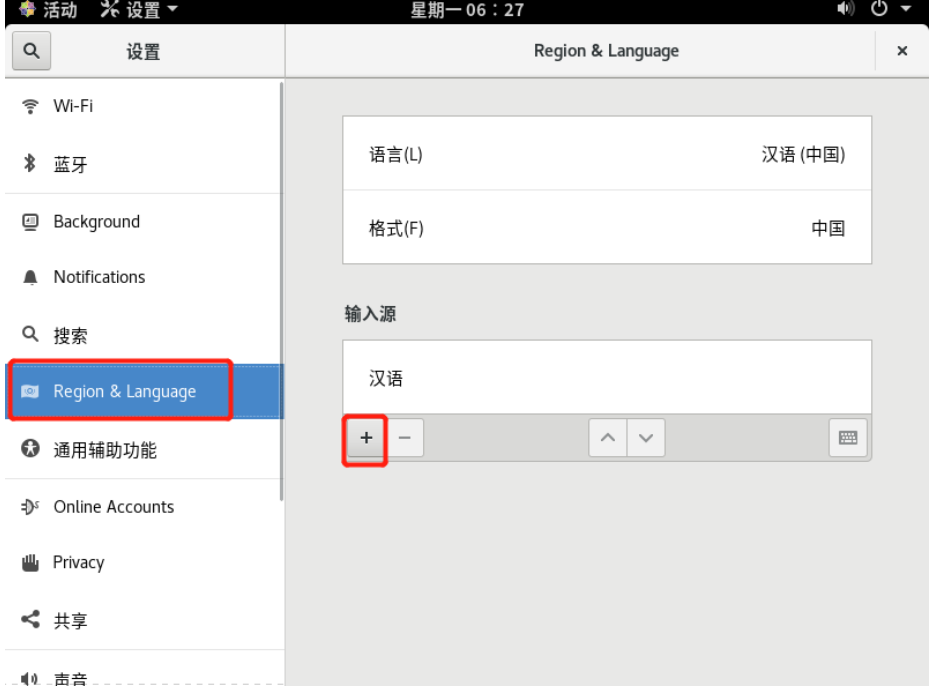 活动 设置 星期一 06：27
设置
Region & Language
Wi-Fi
蓝牙
Background
Notifications
搜索
Region & Language
通用辅助功能
Online Accounts
Privacy
共享
声音
语言(L) 汉语 (中国)
格式(F) 中国
输入源
汉语